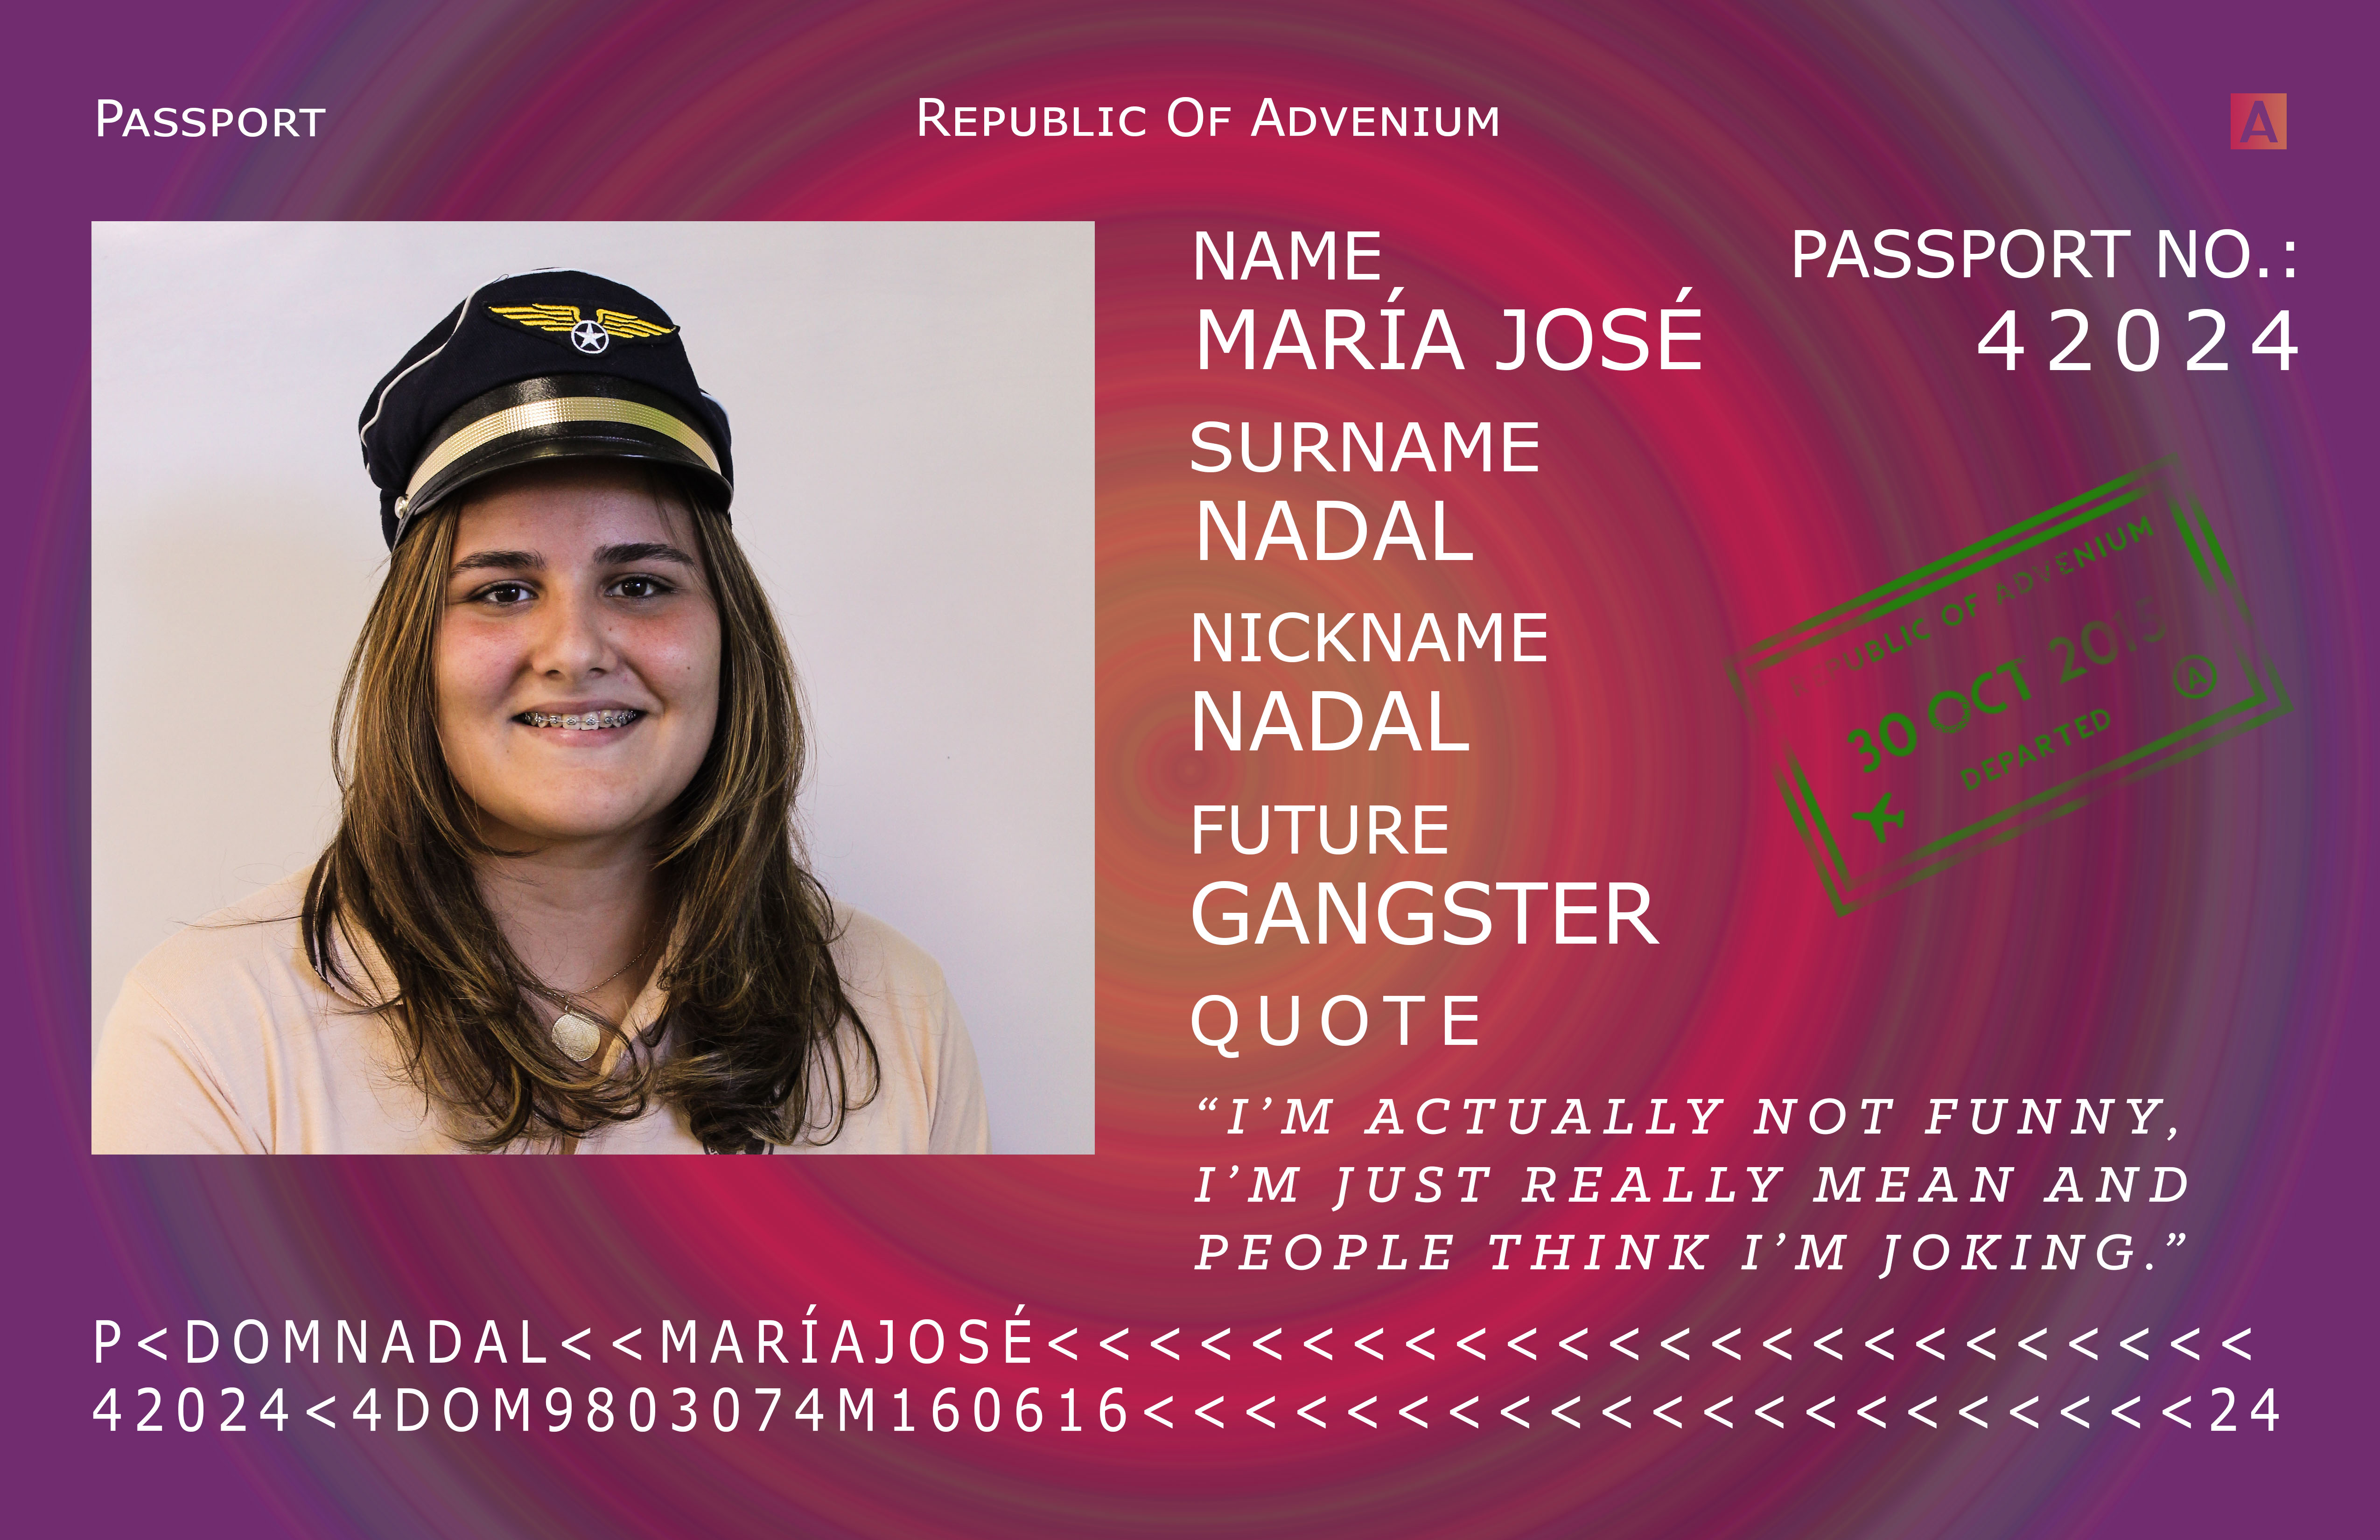 PASSPORT
REPUBLIC OF ADVENIUM
A
NAME
MARÍA JOSÉ
PASSPORT NO.:
42024
SURNAME
NADAL
NICKNAME
NADAL
REPUBLIC OF ADVENIUM
30 OCT 2015
A
DEPARTED
FUTURE
GANGSTER
QUOTE
“I’M ACTUALLY NOT FUNNY,
I’M JUST REALLY MEAN AND
PEOPLE THINK I’M JOKING.”
P<DOMNADAL<<MARÍAJOSÉ<<<<<<<<<<<<<<<<<<<<<<<<
42024<4DOM9803074M160616<<<<<<<<<<<<<<<<<<<<<24